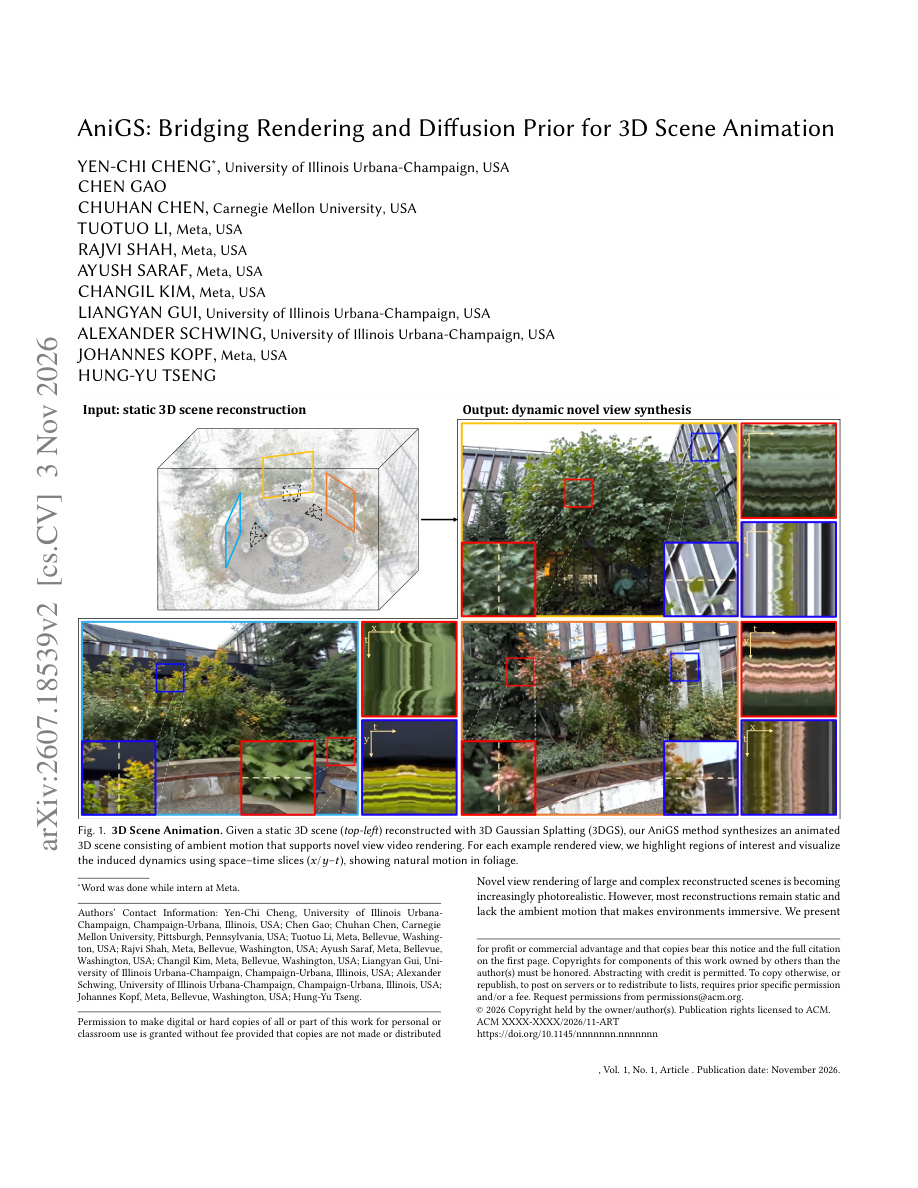 arXiv:2607.18539v2 [cs.CV] 3 Nov 2026
AniGS: Bridging Rendering and Diffusion Prior for 3D Scene Animation
YEN-CHI CHENG*, University of Illinois Urbana-Champaign, USA
CHEN GAO
CHUHAN CHEN, Carnegie Mellon University, USA
TUOTUO LI, Meta, USA
RAJVI SHAH, Meta, USA
AYUSH SARAF, Meta, USA
CHANGIL KIM, Meta, USA
LIANGYAN GUI, University of Illinois Urbana-Champaign, USA
ALEXANDER SCHWING, University of Illinois Urbana-Champaign, USA
JOHANNES KOPF, Meta, USA
HUNG-YU TSENG
Input: static 3D scene reconstruction
Output: dynamic novel view synthesis
t
y
x
t
x
t
t
y
t
y
x
t
Fig. 1. 3D Scene Animation. Given a static 3D scene (top-left) reconstructed with 3D Gaussian Splatting (3DGS), our AniGS method synthesizes an animated
3D scene consisting of ambient motion that supports novel view video rendering. For each example rendered view, we highlight regions of interest and visualize
the induced dynamics using space–time slices (x/y–t), showing natural motion in foliage.
*Word was done while intern at Meta.
Authors' Contact Information: Yen-Chi Cheng, University of Illinois Urbana-
Champaign, Champaign-Urbana, Illinois, USA; Chen Gao; Chuhan Chen, Carnegie
Mellon University, Pittsburgh, Pennsylvania, USA; Tuotuo Li, Meta, Bellevue, Washing-
ton, USA; Rajvi Shah, Meta, Bellevue, Washington, USA; Ayush Saraf, Meta, Bellevue,
Washington, USA; Changil Kim, Meta, Bellevue, Washington, USA; Liangyan Gui, Uni-
versity of Illinois Urbana-Champaign, Champaign-Urbana, Illinois, USA; Alexander
Schwing, University of Illinois Urbana-Champaign, Champaign-Urbana, Illinois, USA;
Johannes Kopf, Meta, Bellevue, Washington, USA; Hung-Yu Tseng.
Permission to make digital or hard copies of all or part of this work for personal or
classroom use is granted without fee provided that copies are not made or distributed
Novel view rendering of large and complex reconstructed scenes is becoming
increasingly photorealistic. However, most reconstructions remain static and
lack the ambient motion that makes environments immersive. We present
for profit or commercial advantage and that copies bear this notice and the full citation
on the first page. Copyrights for components of this work owned by others than the
author(s) must be honored. Abstracting with credit is permitted. To copy otherwise, or
republish, to post on servers or to redistribute to lists, requires prior specific permission
and/or a fee. Request permissions from permissions@acm.org.
© 2026 Copyright held by the owner/author(s). Publication rights licensed to ACM.
ACM XXXX-XXXX/2026/11-ART
https://doi.org/10.1145/nnnnnnn.nnnnnnn
, Vol. 1, No. 1, Article . Publication date: November 2026.